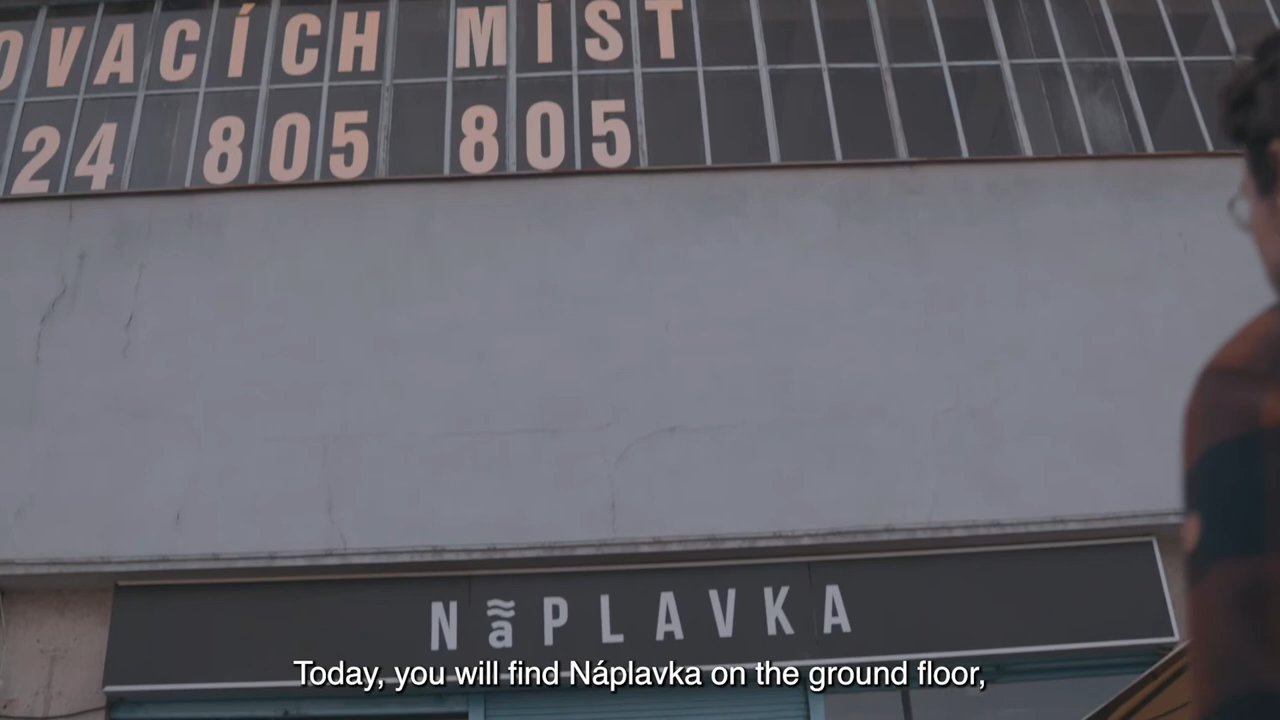 OVACÍCH MÍST
24 805 805
NãPLAVKA
Today, you will find Náplavka on the ground floor,